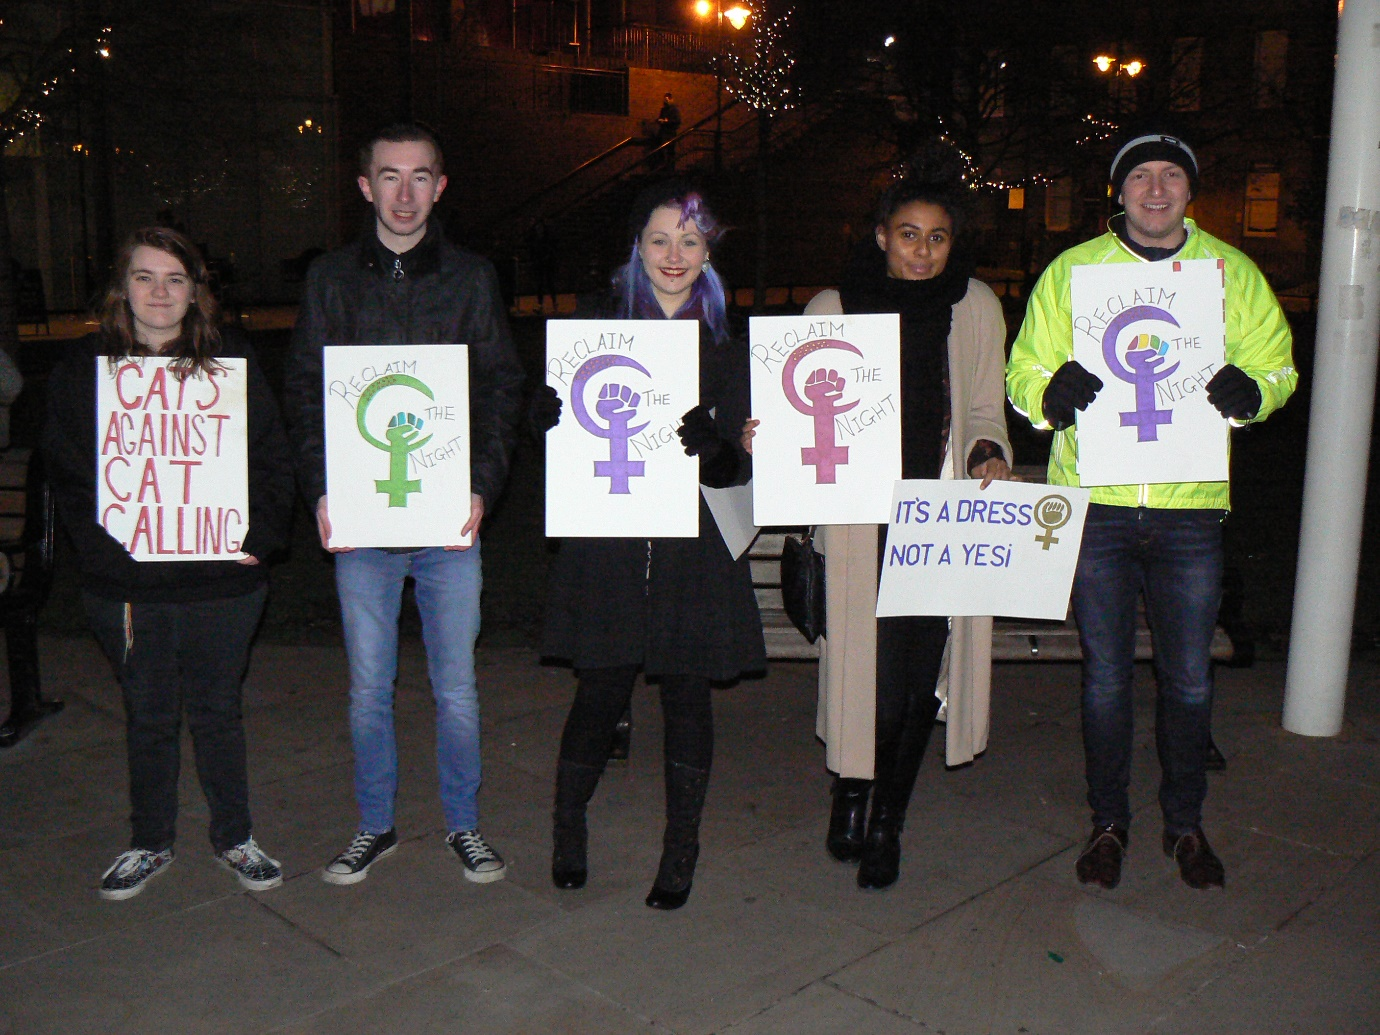 CATS
AGAINST
CAT
CALLING
RECLAIM
THE
NIGHT
RECLAIM
THE
NIGHT
RECLAIM
THE
NIGHT
IT'S A DRESS
NOT A YES¡
RECLAIM
THE
NIGHT